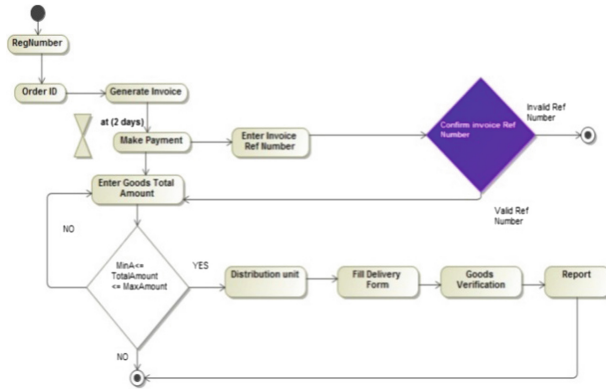 RegNumber
Order ID
Generate Invoice
at (2 days)
Make Payment
Enter Invoice
Ref Number
Confirm invoice Ref
Number
Invalid Ref
Number
Enter Goods Total
Amount
Valid Ref
Number
NO
MinA<=
TotalAmount
<= MaxAmount
YES
Distribution unit
Fill Delivery
Form
Goods
Verification
Report
NO